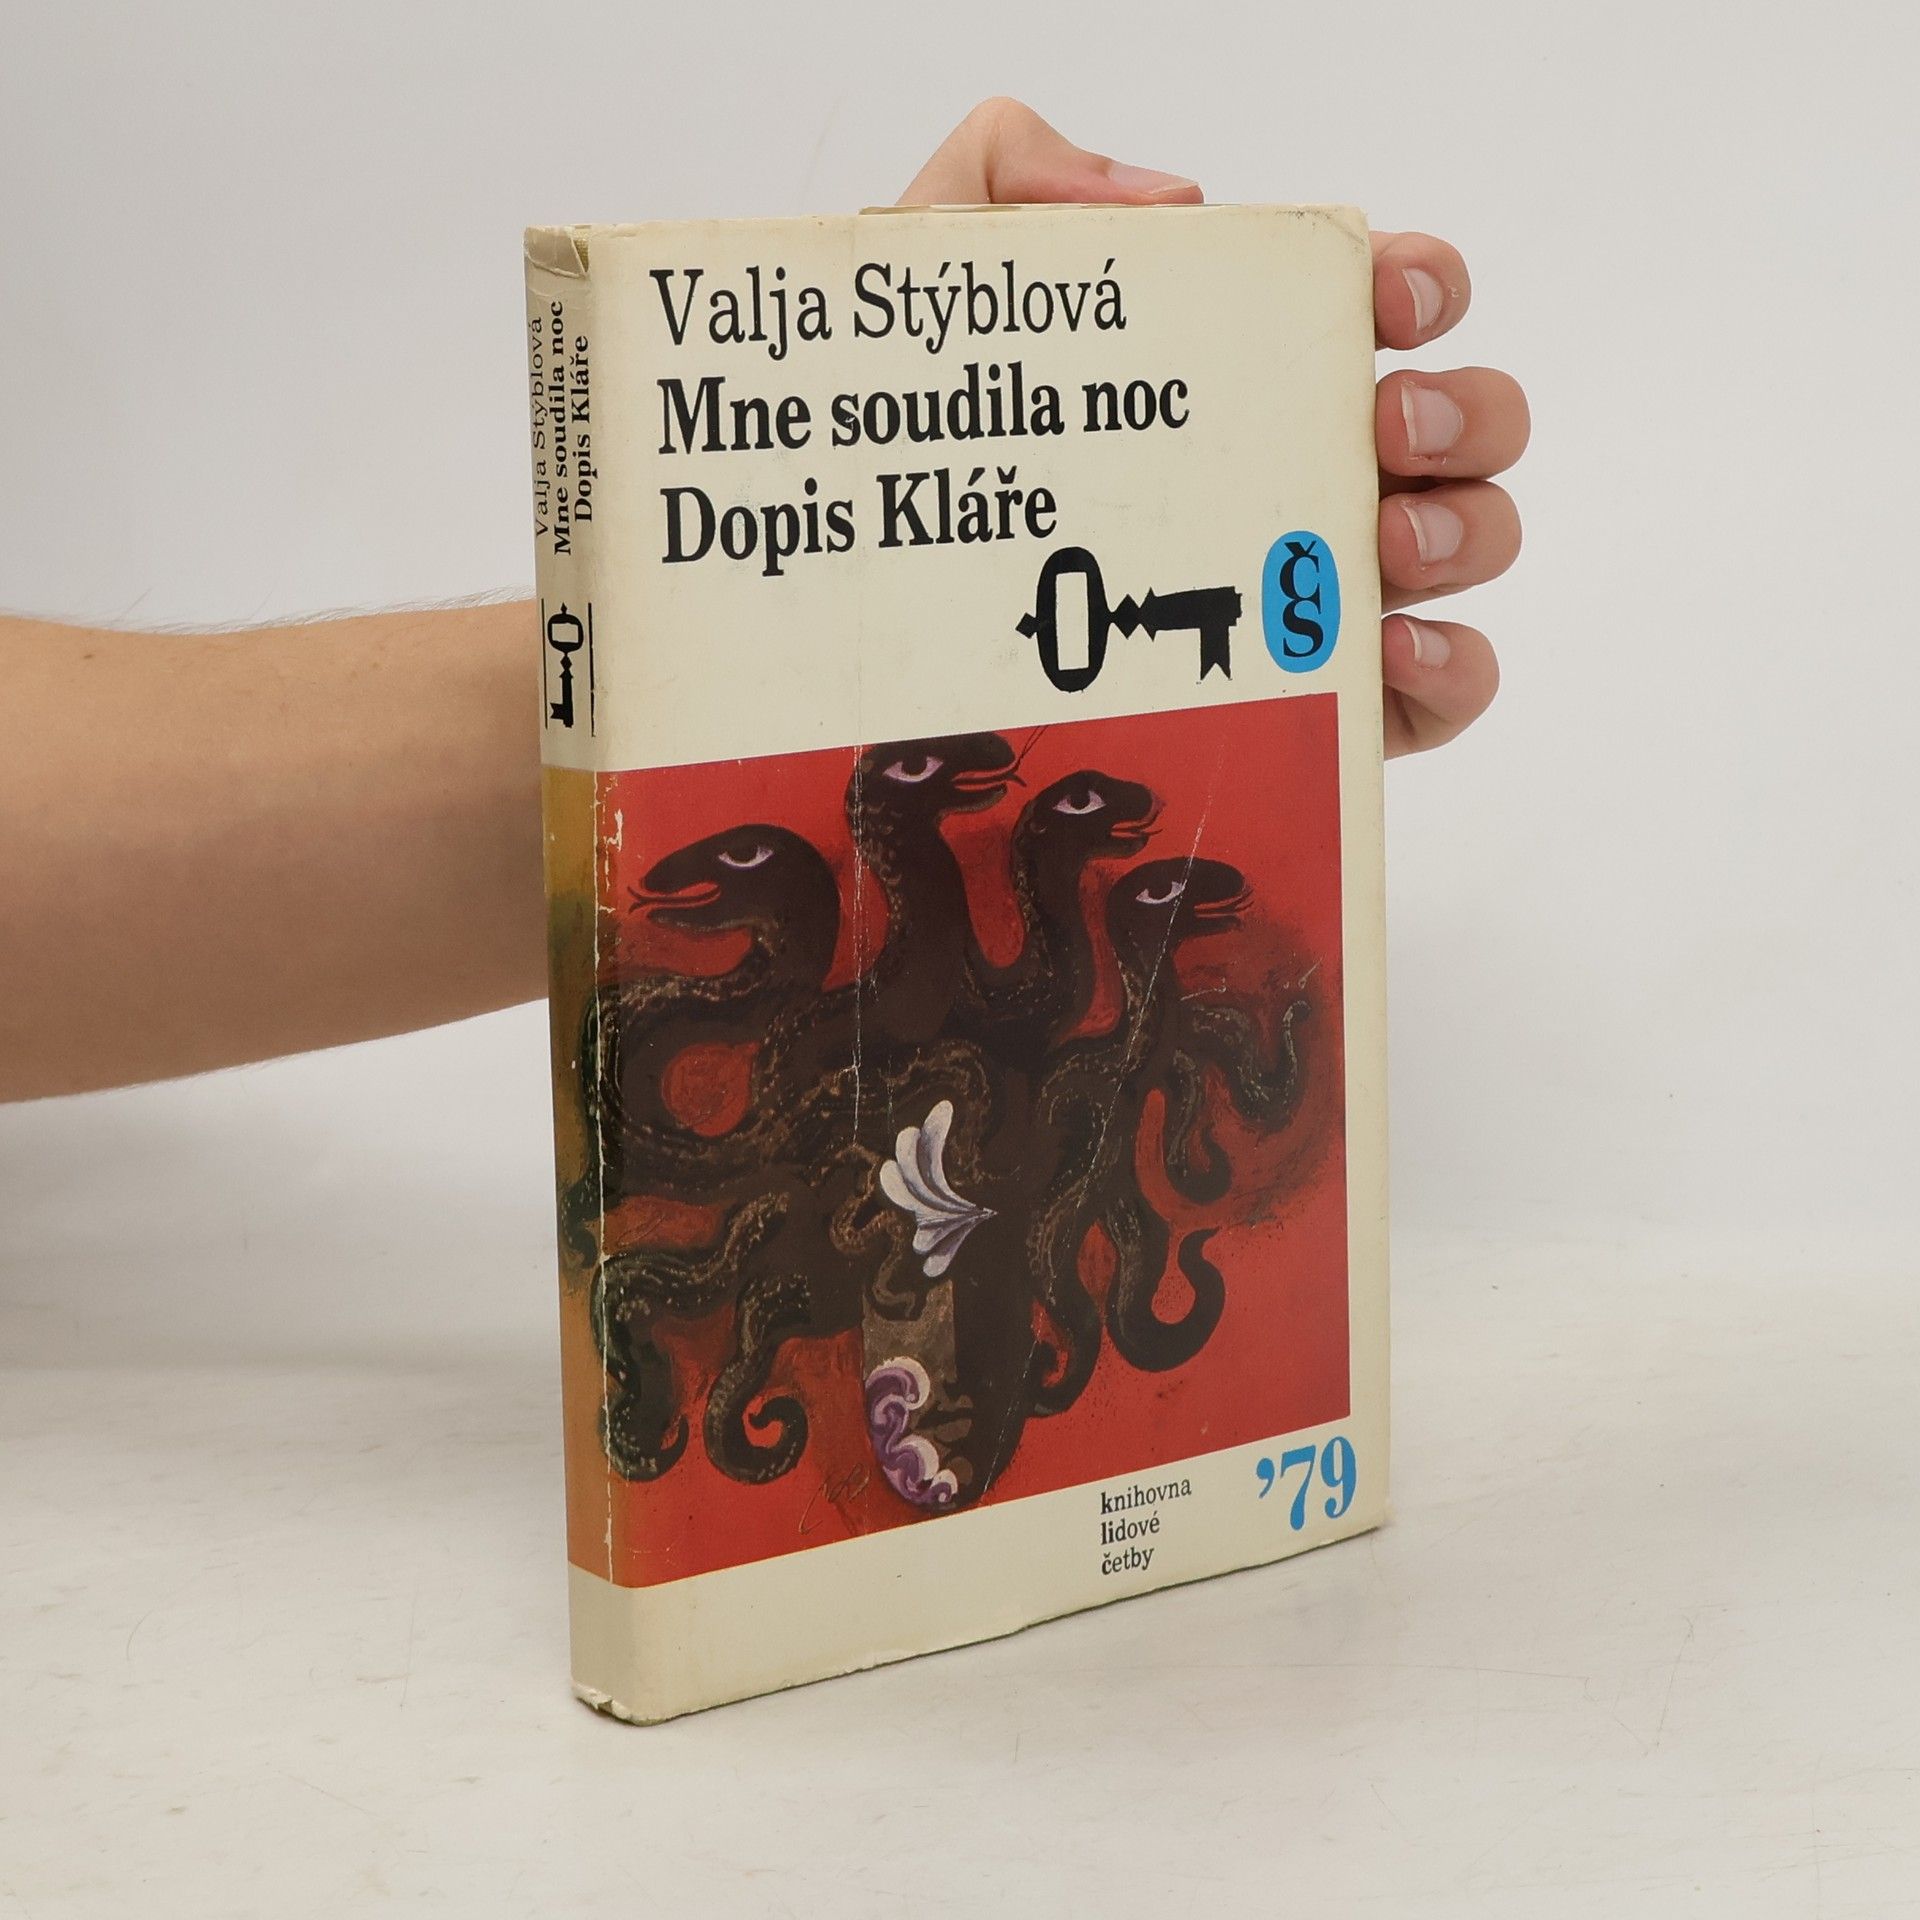 Valja Stýblová
Mne soudila noc
Dopis Kláře
ČS
knihovna
lidové
četby
’79
Valja Stýblová
Mne soudila noc
Dopis Kláře